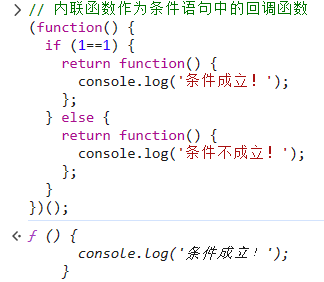 // 内联函数作为条件语句中的回调函数
(function() {
  if (1==1) {
    return function() {
      console.log('条件成立！');
    };
  } else {
    return function() {
      console.log('条件不成立！');
    };
  }
})();
ƒ () {
      console.log('条件成立！');
    }